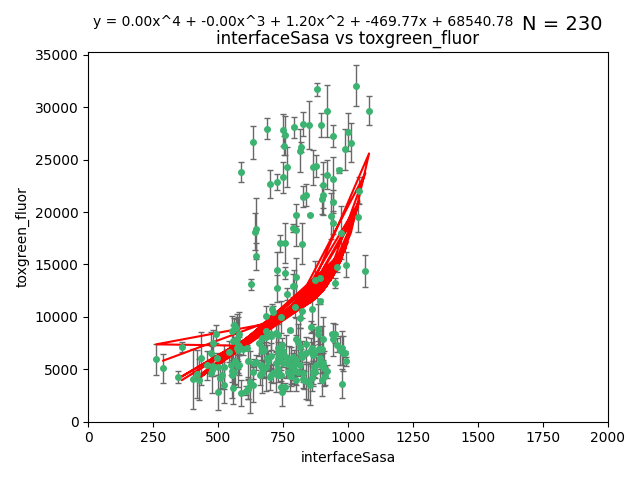 y = 0.00x^4 + -0.00x^3 + 1.20x^2 + -469.77x + 68540.78 N = 230
interfaceSasa vs toxgreen_fluor
35000
30000
25000
20000
15000
10000
5000
0
toxgreen_fluor
0 250 500 750 1000 1250 1500 1750 2000
interfaceSasa